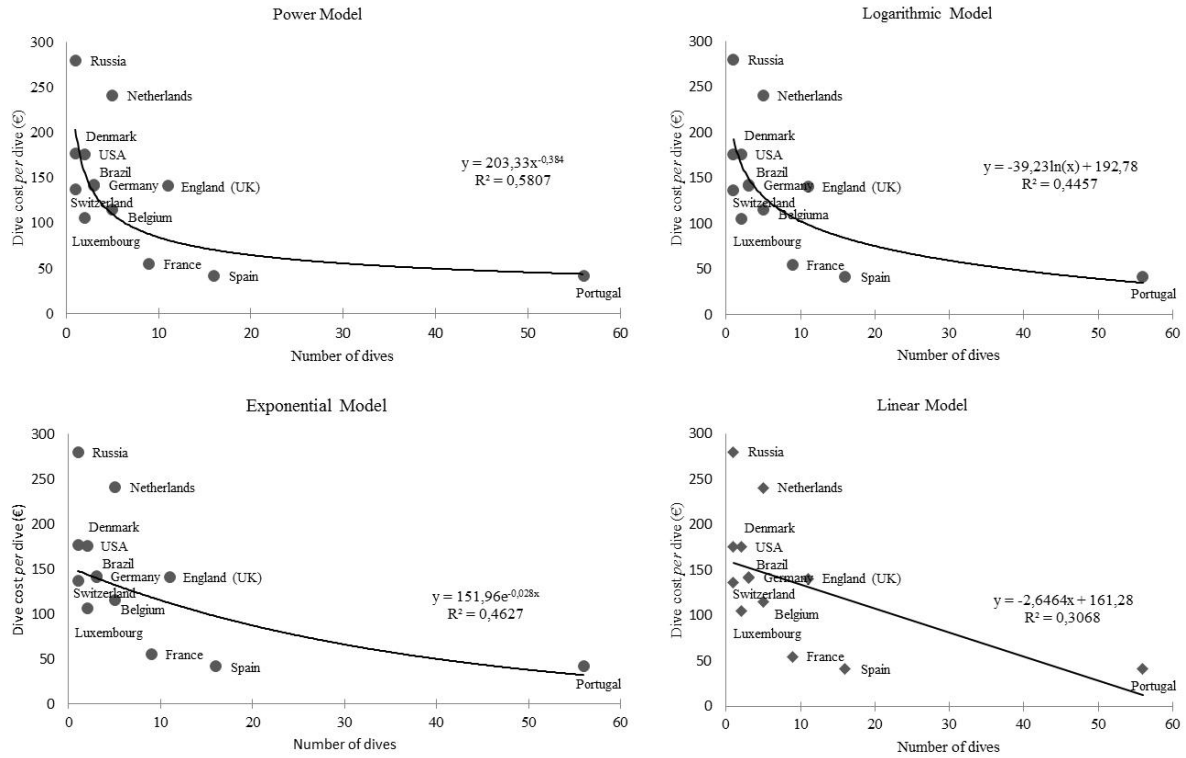 Power Model
300
250
200
150
100
50
0
Dive cost per dive (€)
Russia
Netherlands
Denmark
USA
Brazil
Germany
England (UK)
Switzerland
Belgium
Luxembourg
France
Spain
Portugal
y = 203,33x^-0,384
R² = 0,5807
0 10 20 30 40 50 60
Number of dives
Logarithmic Model
300
250
200
150
100
50
0
Dive cost per dive (€)
Russia
Netherlands
Denmark
USA
Brazil
Germany
England (UK)
Switzerland
Belgiuma
Luxembourg
France
Spain
Portugal
y = -39,23ln(x) + 192,78
R² = 0,4457
0 10 20 30 40 50 60
Number of dives
Exponential Model
300
250
200
150
100
50
0
Dive cost per dive (€)
Russia
Netherlands
Denmark
USA
Brazil
Germany
England (UK)
Switzerland
Belgium
Luxembourg
France
Spain
Portugal
y = 151,96e^-0,028x
R² = 0,4627
0 10 20 30 40 50 60
Number of dives
Linear Model
300
250
200
150
100
50
0
Dive cost per dive (€)
Russia
Netherlands
Denmark
USA
Brazil
Germany
England (UK)
Switzerland
Belgium
Luxembourg
France
Spain
Portugal
y = -2,6464x + 161,28
R² = 0,3068
0 10 20 30 40 50 60
Number of dives